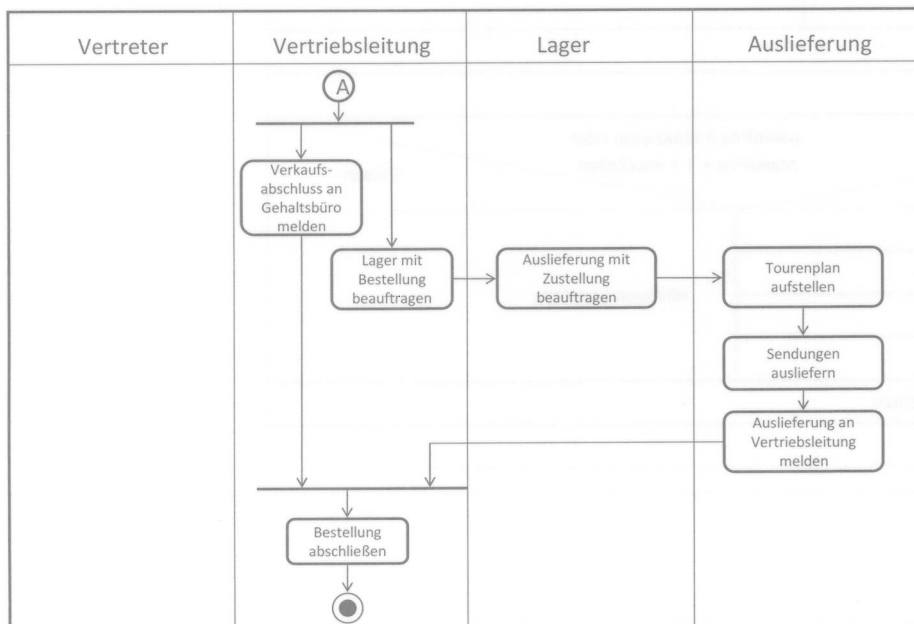 Vertreter
Vertriebsleitung
Lager
Auslieferung
A
Verkaufs-
abschluss an
Gehaltsbüro
melden
Lager mit
Bestellung
beauftragen
Auslieferung mit
Zustellung
beauftragen
Tourenplan
aufstellen
Sendungen
ausliefern
Auslieferung an
Vertriebsleitung
melden
Bestellung
abschließen